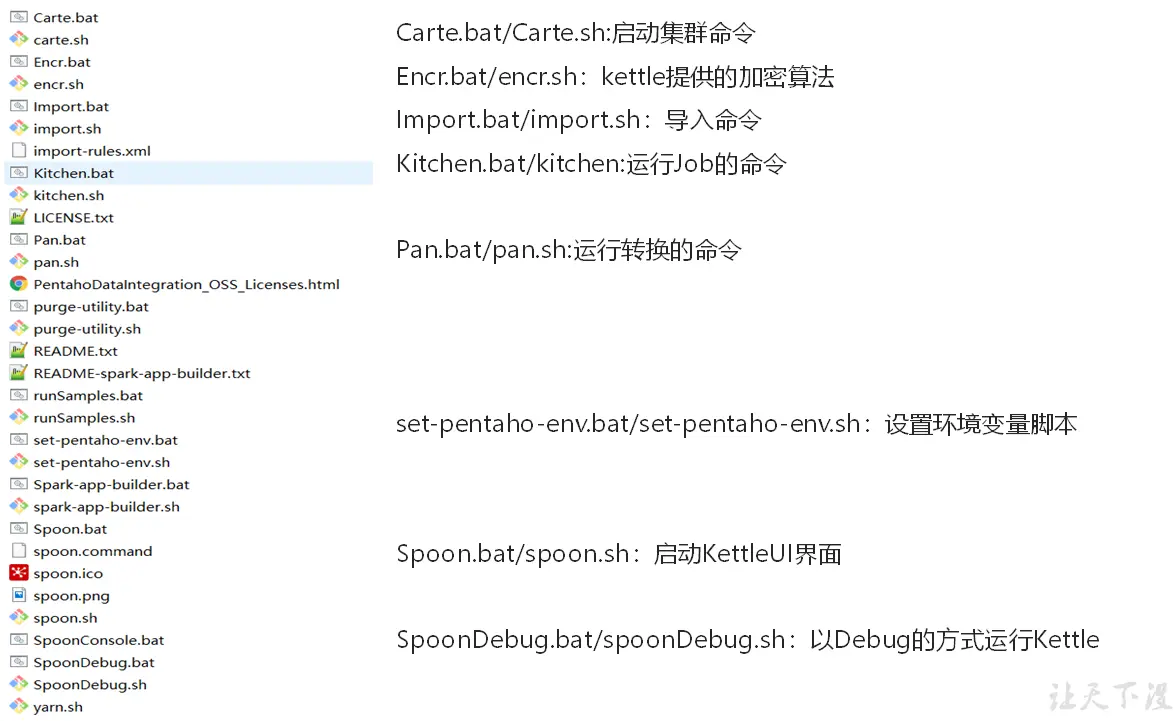 Carte.bat
carte.sh
Encr.bat
encr.sh
Import.bat
import.sh
import-rules.xml
Kitchen.bat
kitchen.sh
LICENSE.txt
Pan.bat
pan.sh
PentahoDataIntegration_OSS_Licenses.html
purge-utility.bat
purge-utility.sh
README.txt
README-spark-app-builder.txt
runSamples.bat
runSamples.sh
set-pentaho-env.bat
set-pentaho-env.sh
Spark-app-builder.bat
spark-app-builder.sh
Spoon.bat
spoon.command
spoon.ico
spoon.png
spoon.sh
SpoonConsole.bat
SpoonDebug.bat
SpoonDebug.sh
yarn.sh
Carte.bat/Carte.sh:启动集群命令
Encr.bat/encr.sh：kettle提供的加密算法
Import.bat/import.sh：导入命令
Kitchen.bat/kitchen:运行Job的命令
Pan.bat/pan.sh:运行转换的命令
set-pentaho-env.bat/set-pentaho-env.sh：设置环境变量脚本
Spoon.bat/spoon.sh：启动KettleUI界面
SpoonDebug.bat/spoonDebug.sh：以Debug的方式运行Kettle
让天下没